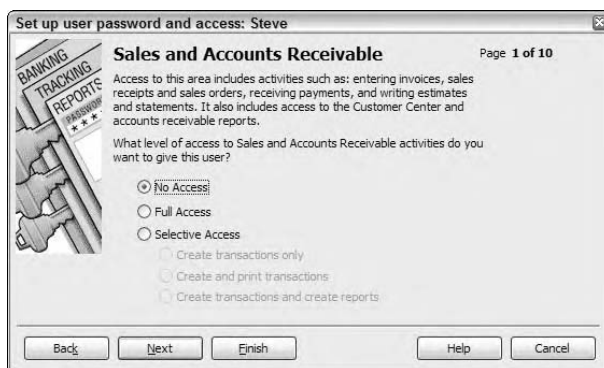 Set up user password and access: Steve
BANKING
TRACKING
REPORTS
PASSWORD
****
Sales and Accounts Receivable
Page 1 of 10
Access to this area includes activities such as: entering invoices, sales
receipts and sales orders, receiving payments, and writing estimates
and statements. It also includes access to the Customer Center and
accounts receivable reports.
What level of access to Sales and Accounts Receivable activities do you
want to give this user?
No Access
Full Access
Selective Access
Create transactions only
Create and print transactions
Create transactions and create reports
Back Next Finish Help Cancel